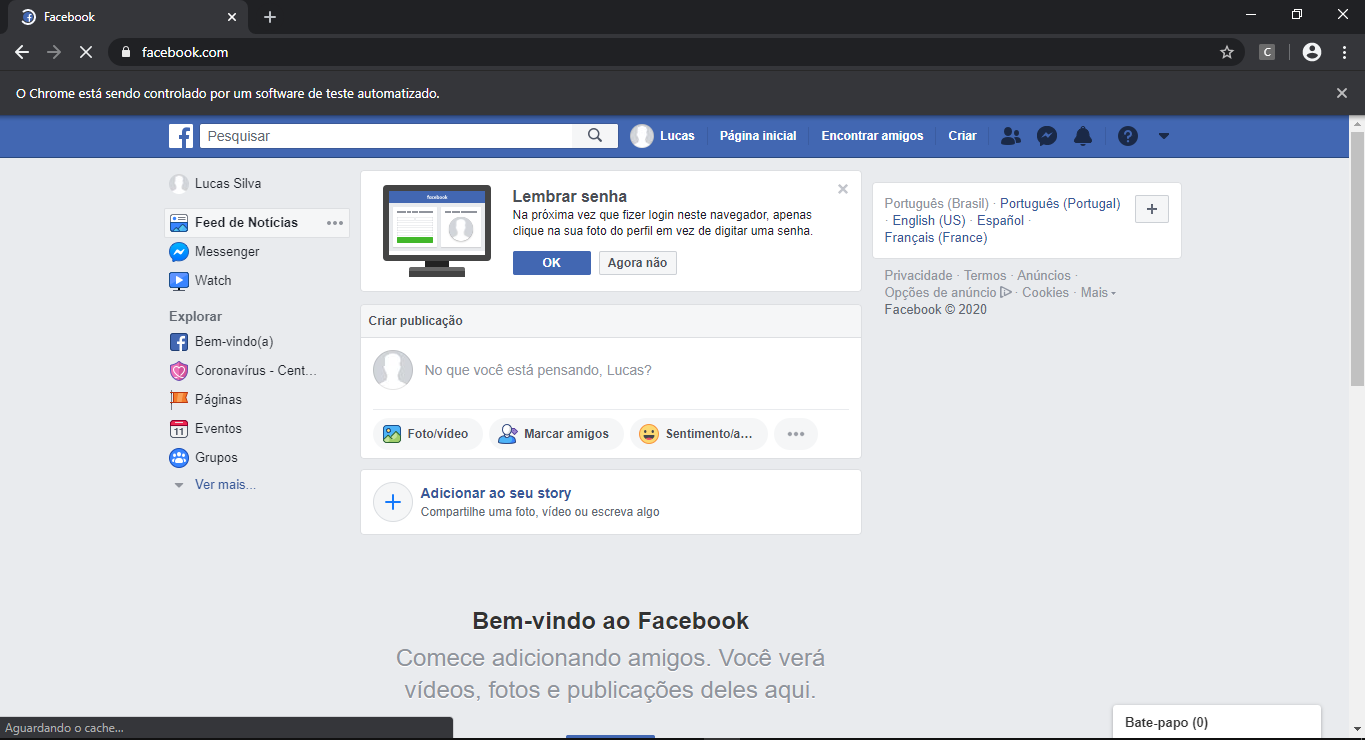 Facebook
facebook.com
C
O Chrome está sendo controlado por um software de teste automatizado.
Pesquisar
Lucas
Página inicial
Encontrar amigos
Criar
Lucas Silva
Feed de Notícias
Messenger
Watch
Explorar
Bem-vindo(a)
Coronavírus - Cent...
Páginas
11
Eventos
Grupos
Ver mais...
facebook
Lembrar senha
Na próxima vez que fizer login neste navegador, apenas
clique na sua foto do perfil em vez de digitar uma senha.
OK
Agora não
Criar publicação
No que você está pensando, Lucas?
Foto/vídeo
Marcar amigos
Sentimento/a...
Adicionar ao seu story
Compartilhe uma foto, vídeo ou escreva algo
Bem-vindo ao Facebook
Comece adicionando amigos. Você verá
vídeos, fotos e publicações deles aqui.
Português (Brasil) · Português (Portugal)
· English (US) · Español ·
Français (France)
Privacidade · Termos · Anúncios ·
Opções de anúncio · Cookies · Mais
Facebook © 2020
Aguardando o cache...
Bate-papo (0)